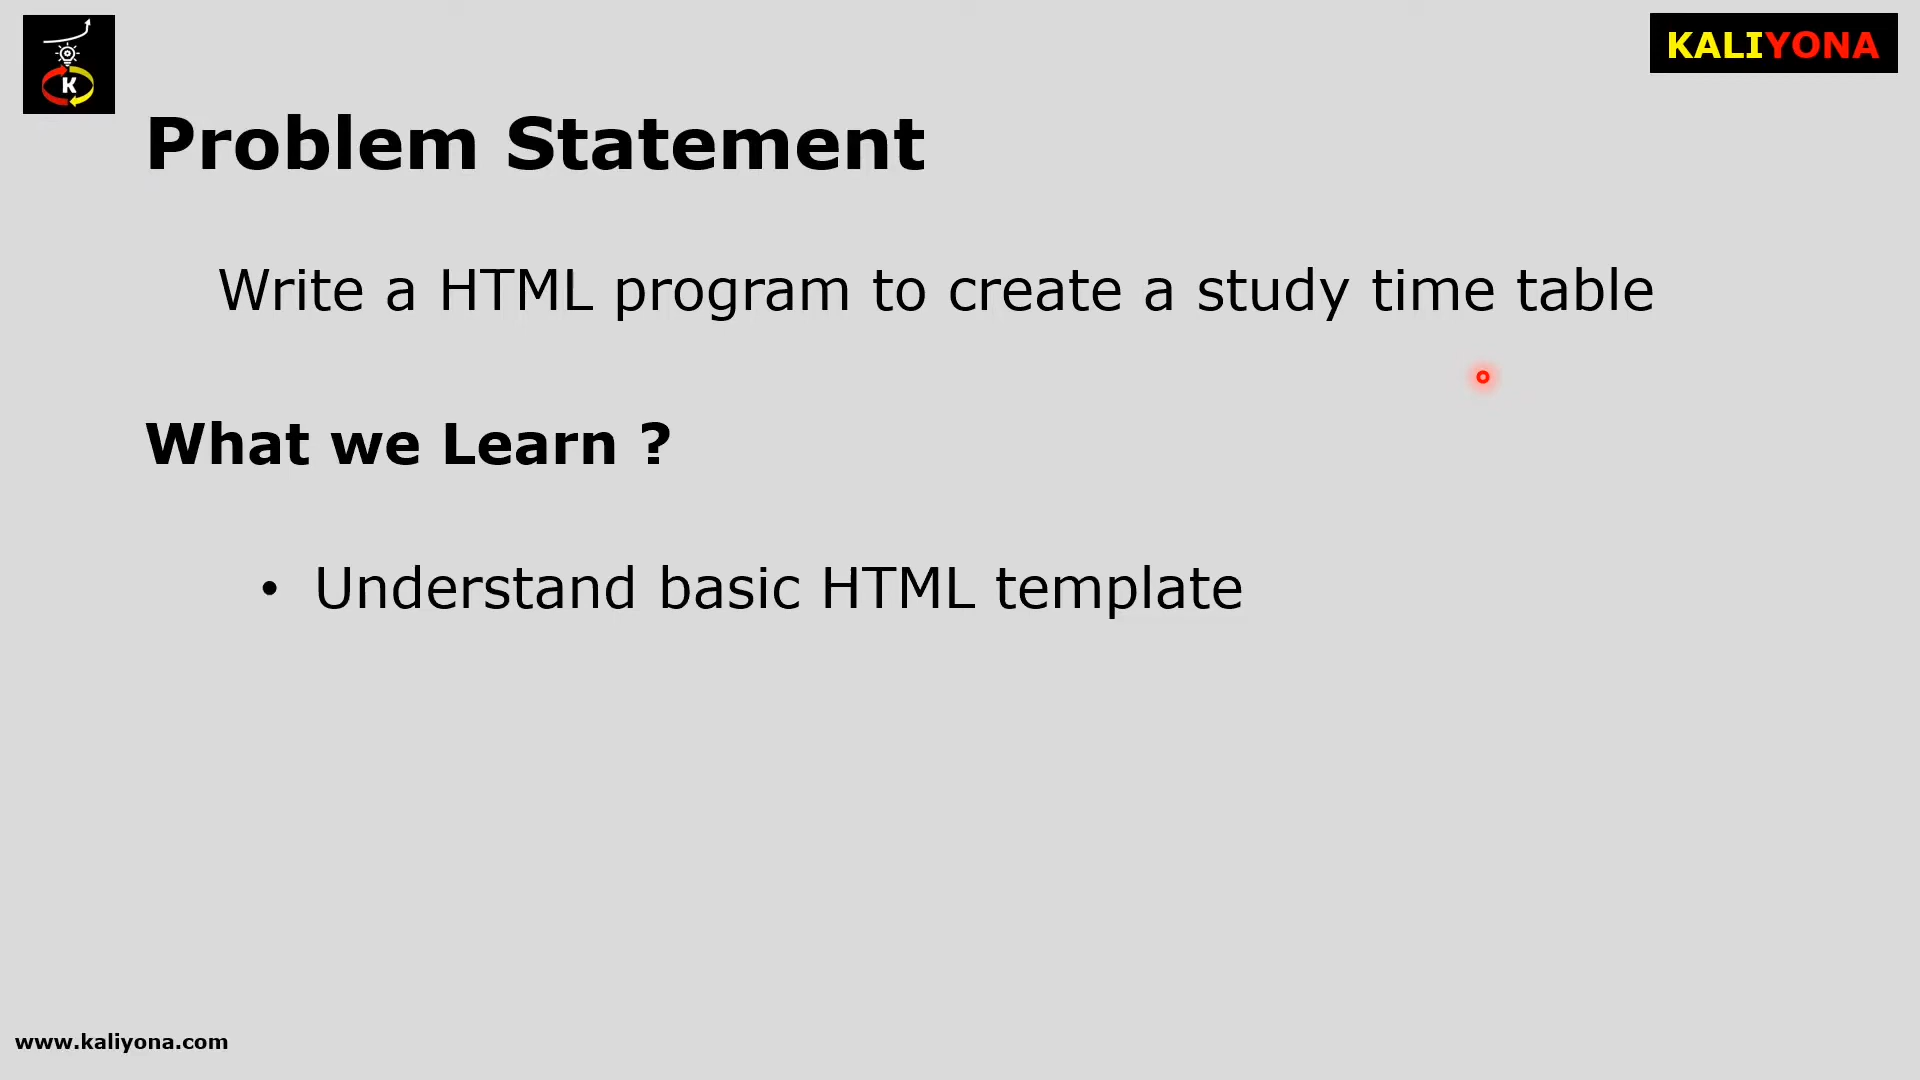 K
KALIYONA
Problem Statement
Write a HTML program to create a study time table
What we Learn ?
• Understand basic HTML template
www.kaliyona.com